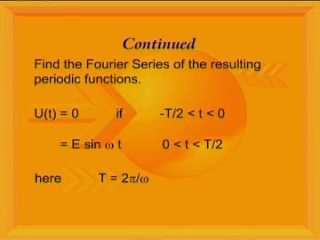 Continued
Find the Fourier Series of the resulting
periodic functions.
U(t) = 0 if -T/2 < t < 0
= E sin ω t 0 < t < T/2
here T = 2π/ω